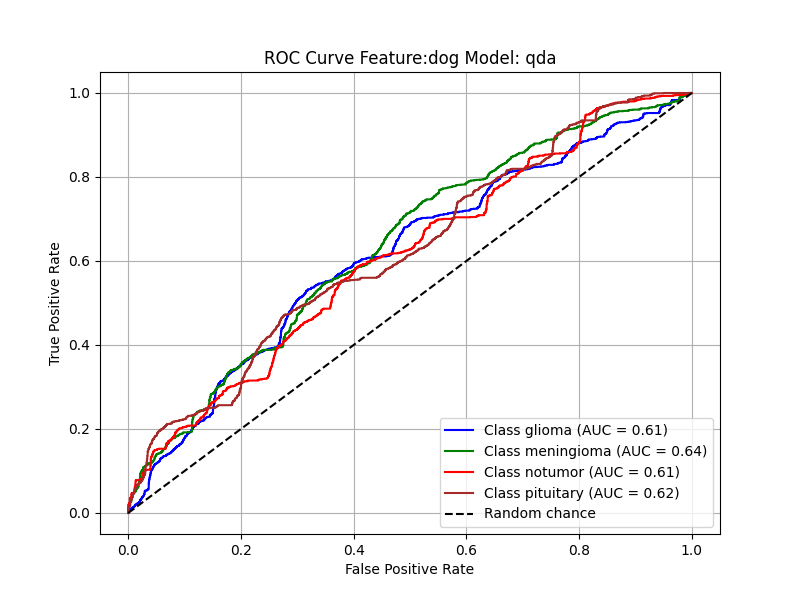 ROC Curve Feature:dog Model: qda
True Positive Rate
1.0
0.8
0.6
0.4
0.2
0.0
Class glioma (AUC = 0.61)
Class meningioma (AUC = 0.64)
Class notumor (AUC = 0.61)
Class pituitary (AUC = 0.62)
Random chance
0.0 0.2 0.4 0.6 0.8 1.0
False Positive Rate